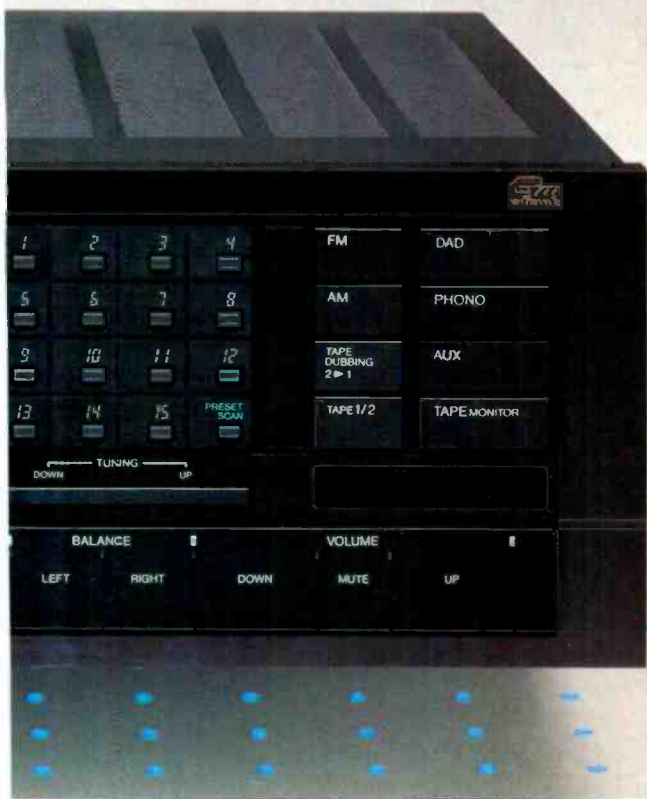 1 2 3 4
5 6 7 8
9 10 11 12
13 14 15 PRESET SCAN
FM
DAD
AM
PHONO
TAPE
DUBBING
2▶1
AUX
TAPE 1/2
TAPE MONITOR
TUNING
DOWN UP
BALANCE
VOLUME
LEFT RIGHT DOWN MUTE UP